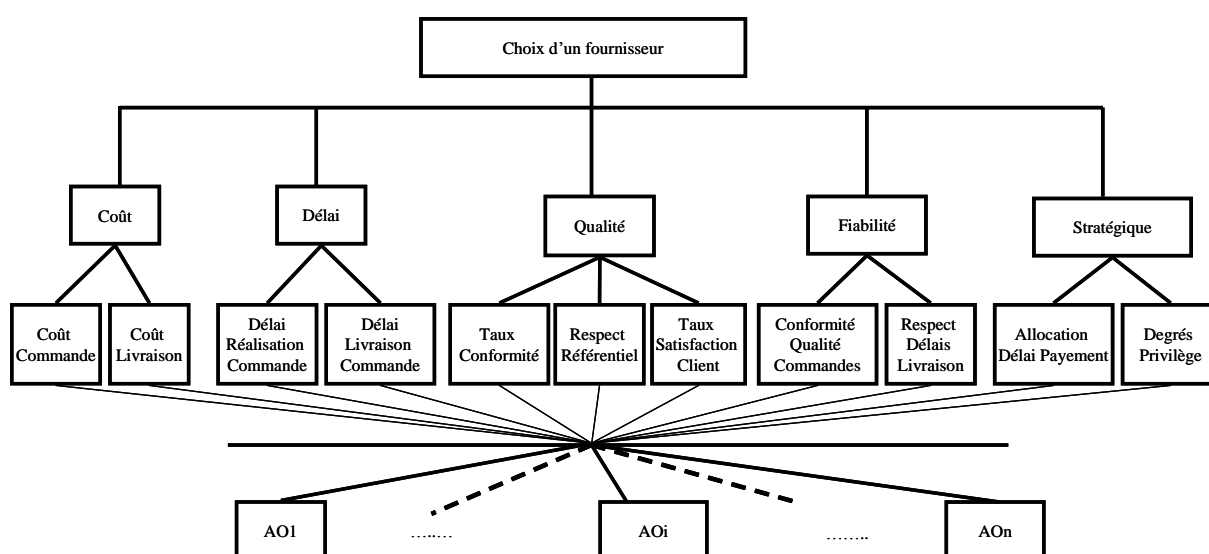 Choix d'un fournisseur
Coût
Délai
Qualité
Fiabilité
Stratégique
Coût
Commande
Coût
Livraison
Délai
Réalisation
Commande
Délai
Livraison
Commande
Taux
Conformité
Respect
Référentiel
Taux
Satisfaction
Client
Conformité
Qualité
Commandes
Respect
Délais
Livraison
Allocation
Délai Payement
Degrés
Privilège
AO1
……..
AOi
……..
AOn